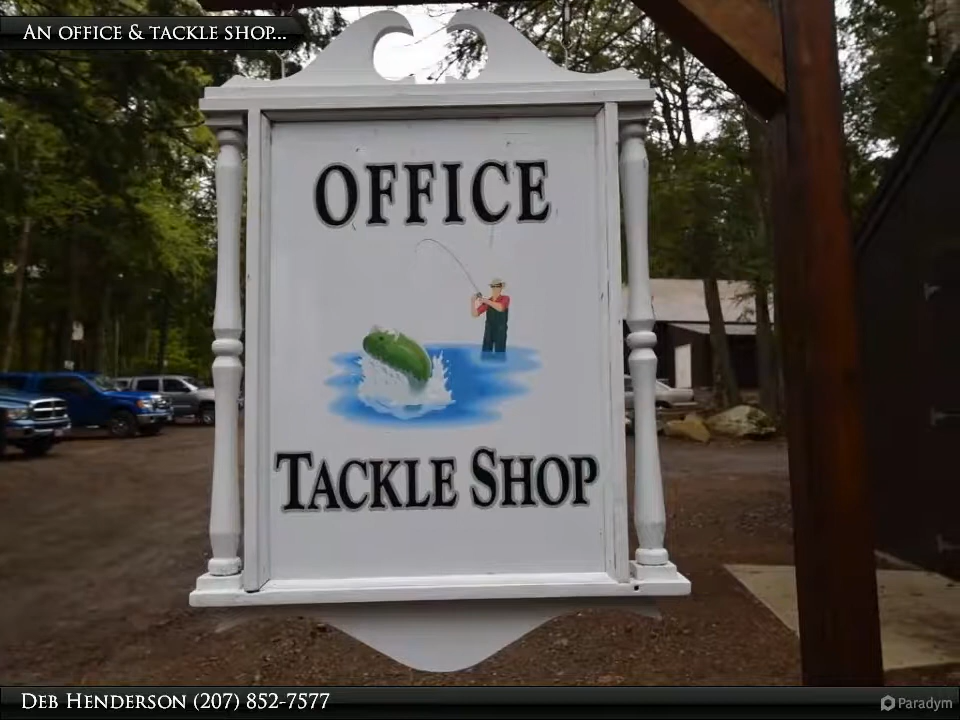 An office & tackle shop...
OFFICE
TACKLE SHOP
Deb Henderson (207) 852-7577
Paradym